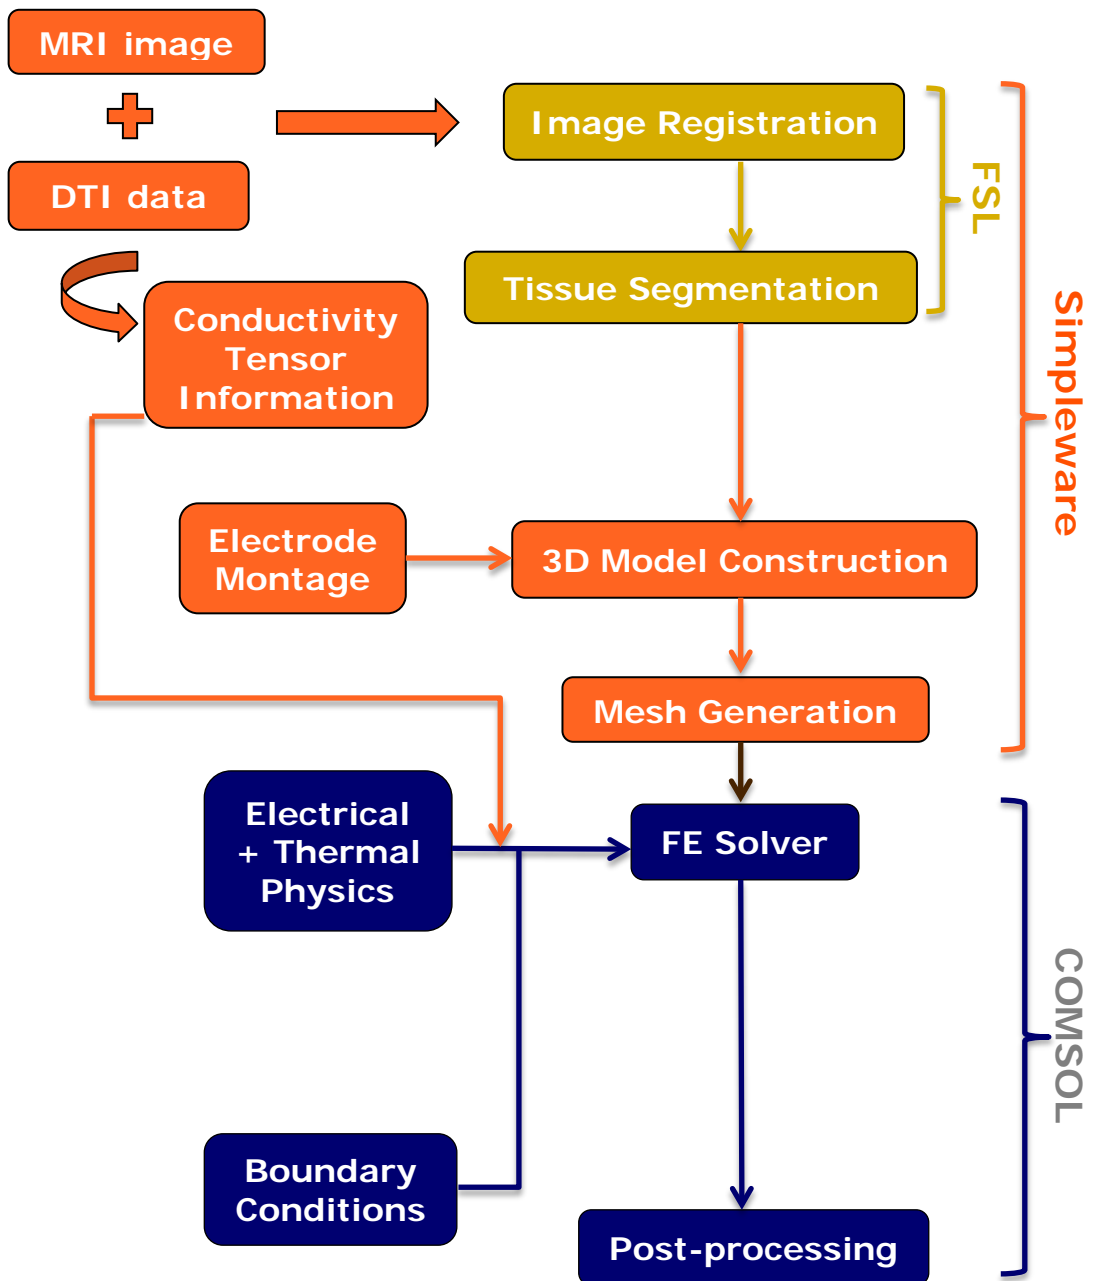 MRI image
DTI data
Image Registration
FSL
Tissue Segmentation
Conductivity
Tensor
Information
Simpleware
Electrode
Montage
3D Model Construction
Mesh Generation
Electrical
+ Thermal
Physics
FE Solver
COMSOL
Boundary
Conditions
Post-processing